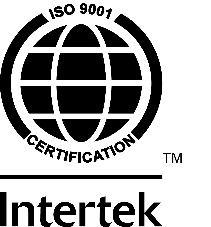 ISO 9001
CERTIFICATION
TM
Intertek